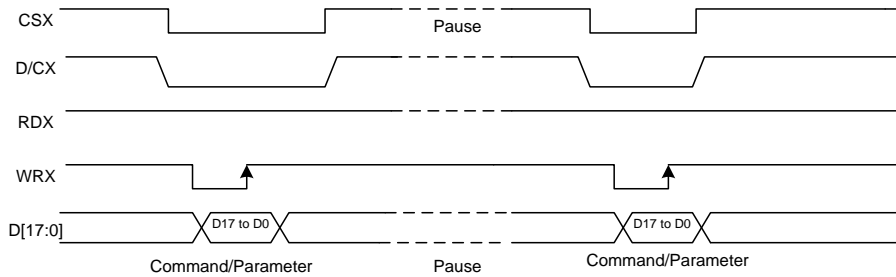 CSX
Pause
D/CX
RDX
WRX
D[17:0]
D17 to D0
D17 to D0
Command/Parameter
Pause
Command/Parameter